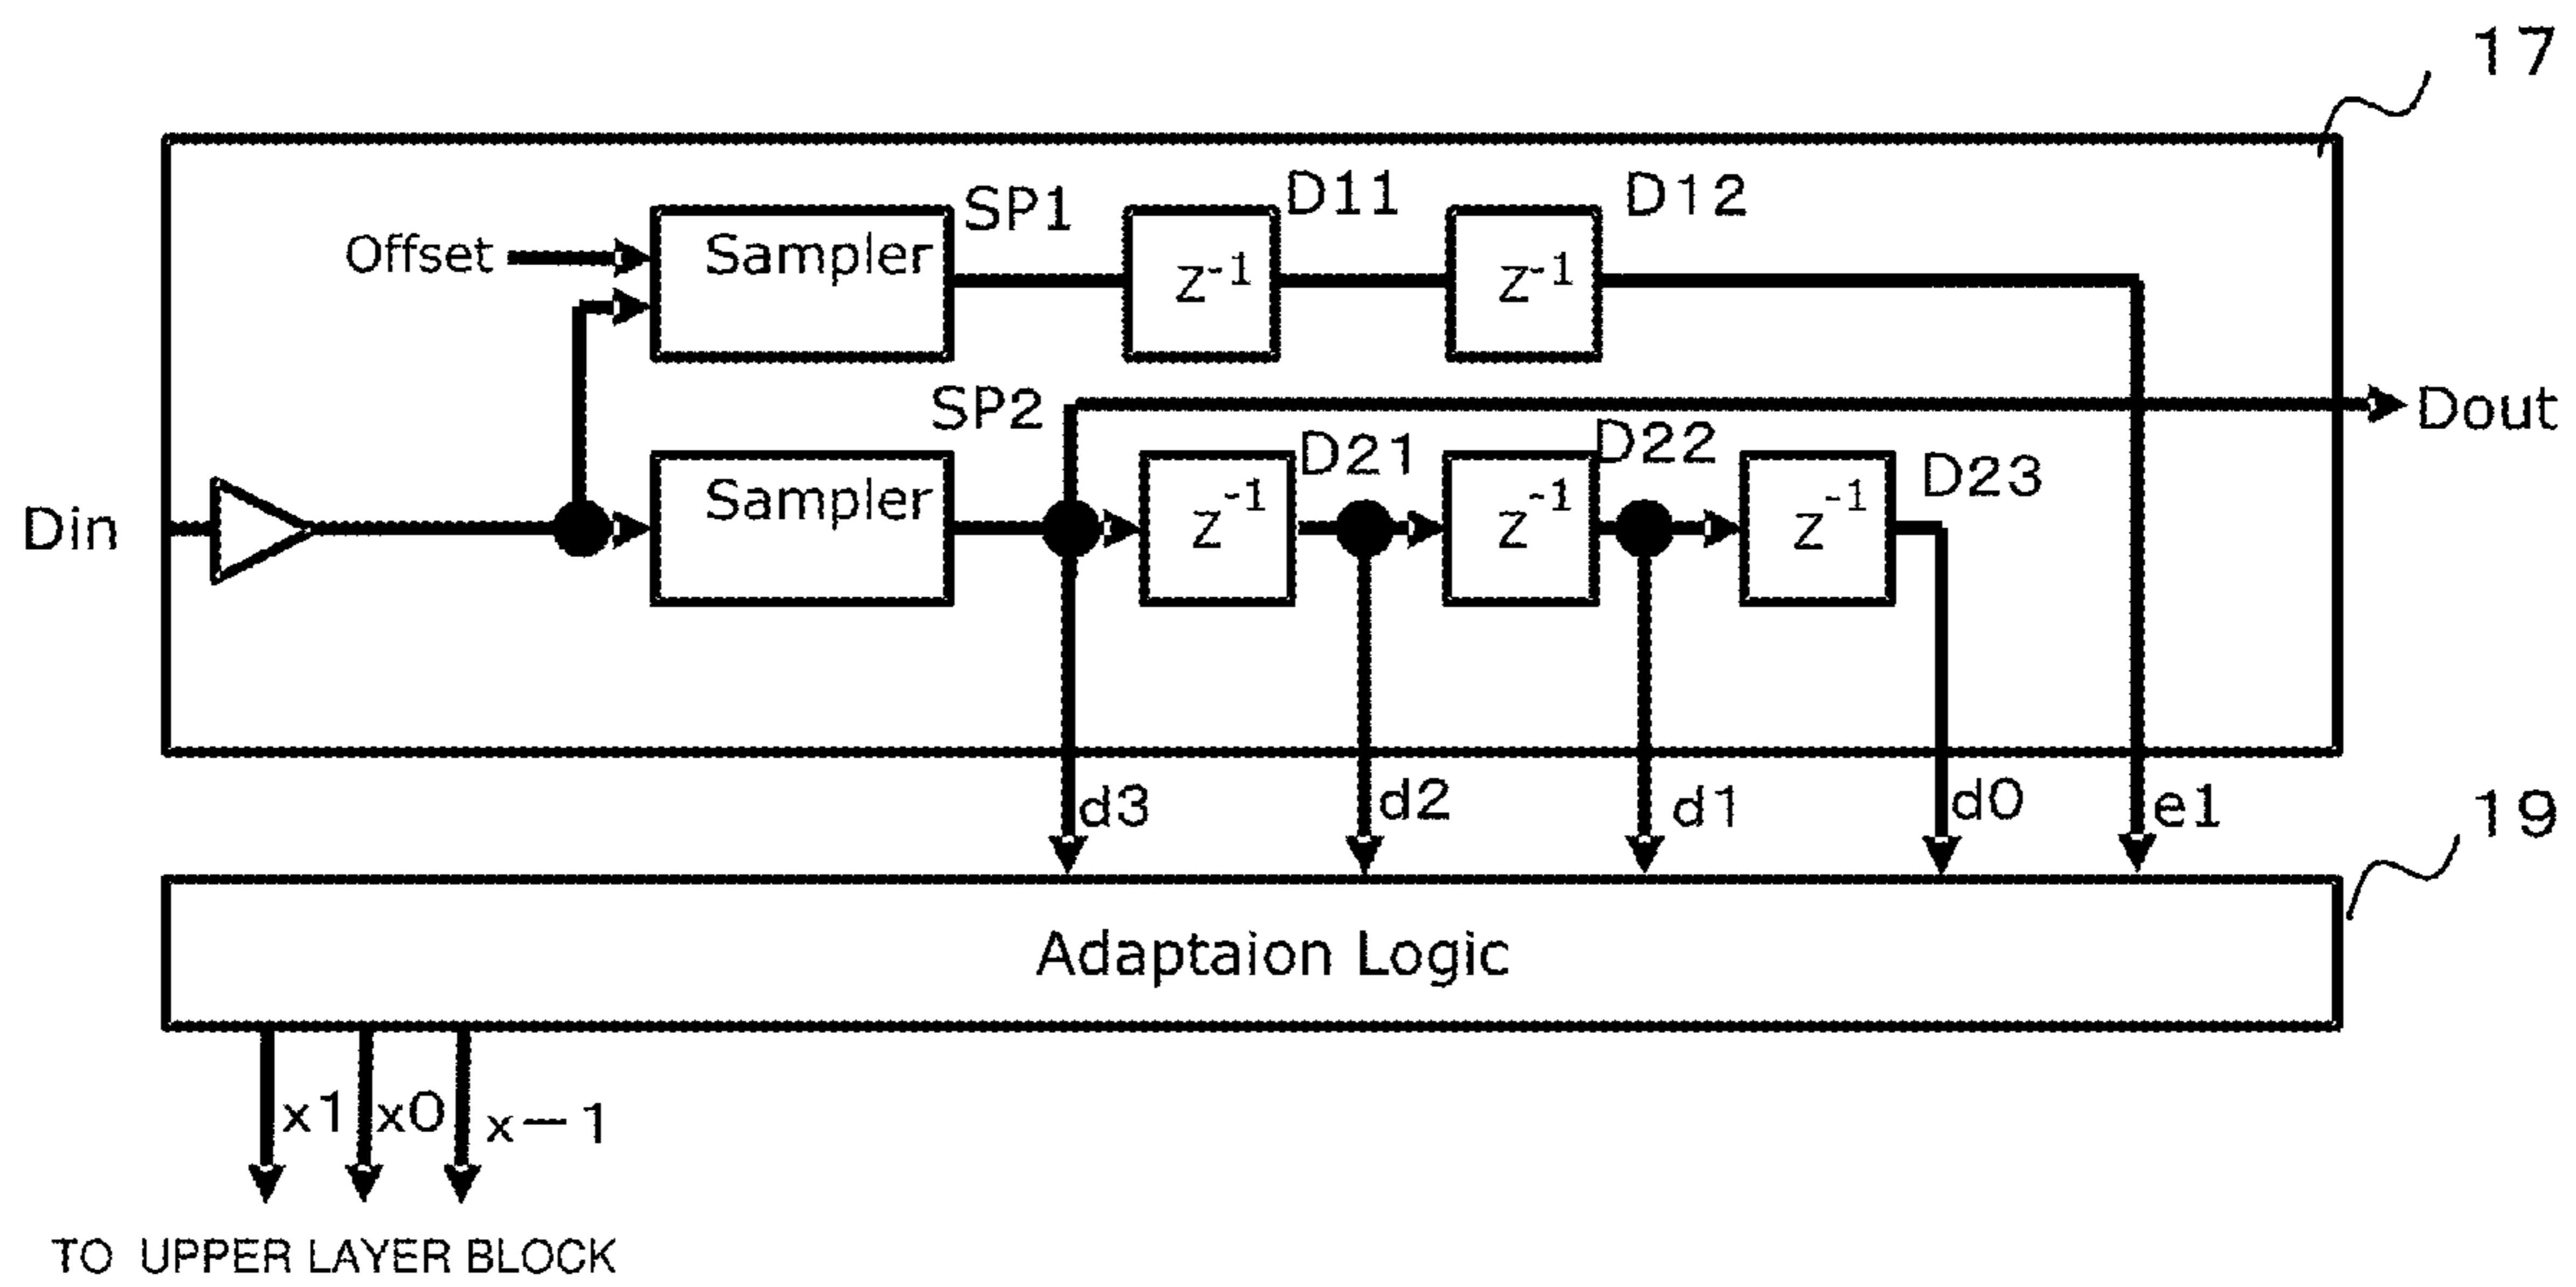 17
Offset
Sampler
SP1
Z-1
D11
Z-1
D12
Din
Sampler
SP2
Z-1
D21
Z-1
D22
Z-1
D23
Dout
d3
d2
d1
d0
e1
19
Adaptaion Logic
x1
x0
x−1
TO UPPER LAYER BLOCK